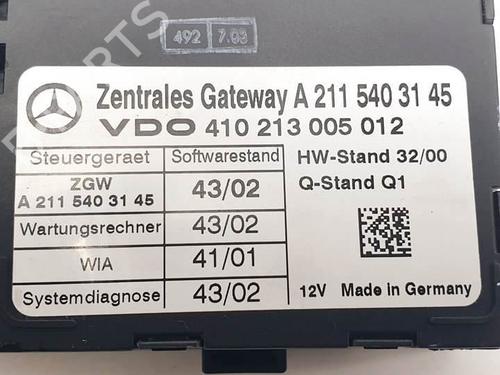 PARTS
492 7.03
Zentrales Gateway A 211 540 31 45
VDO 410 213 005 012
Steuergeraet Softwarestand
HW-Stand 32/00
ZGW
A 211 540 31 45 43/02
Q-Stand Q1
Wartungsrechner 43/02
WIA 41/01
Systemdiagnose 43/02
12V Made in Germany